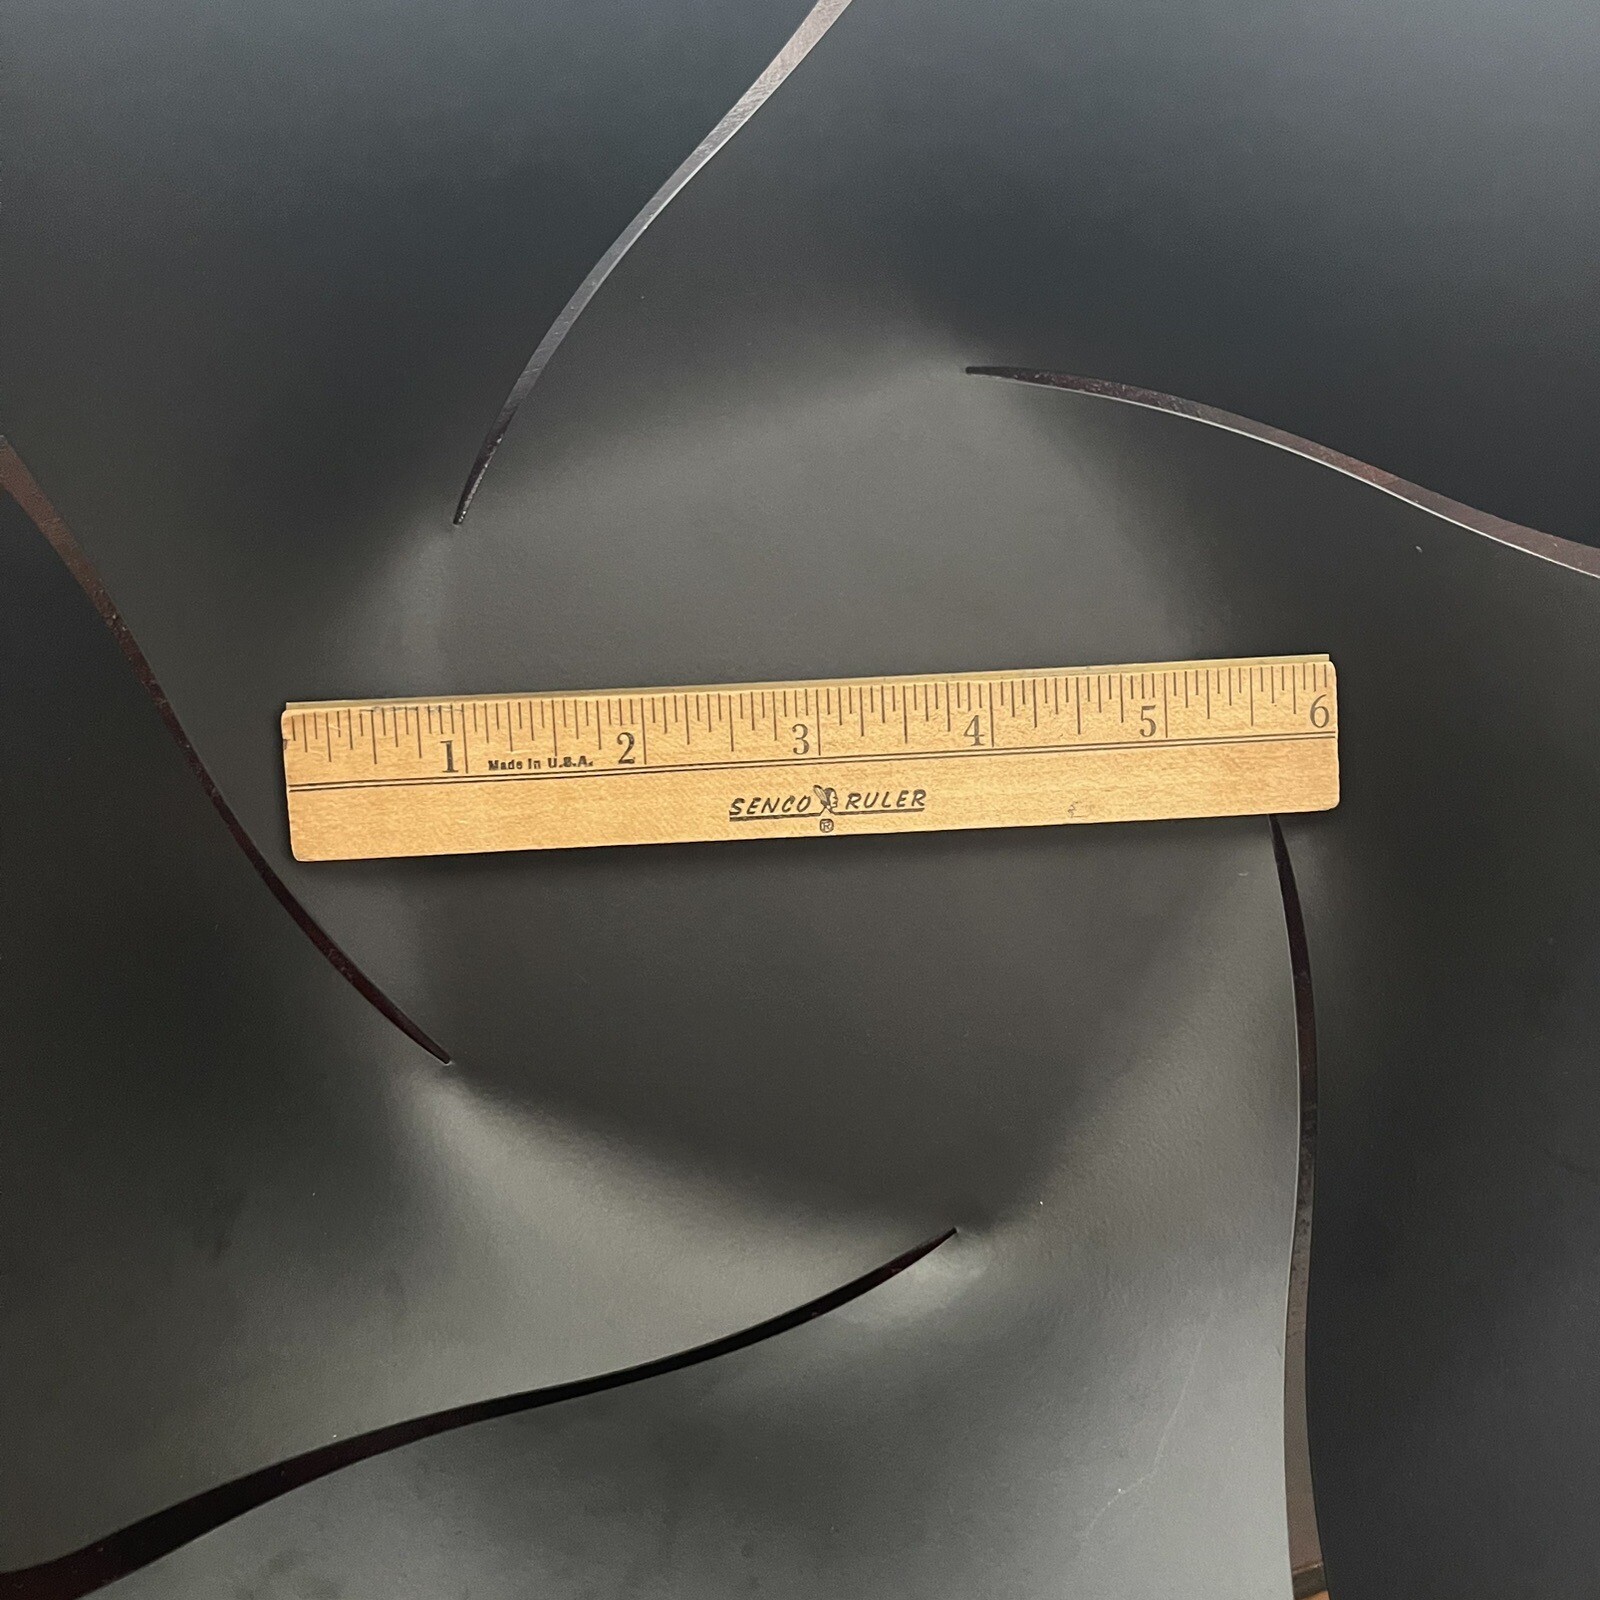 1 2 3 4 5 6
Made in U.S.A.
SENCO RULER
®